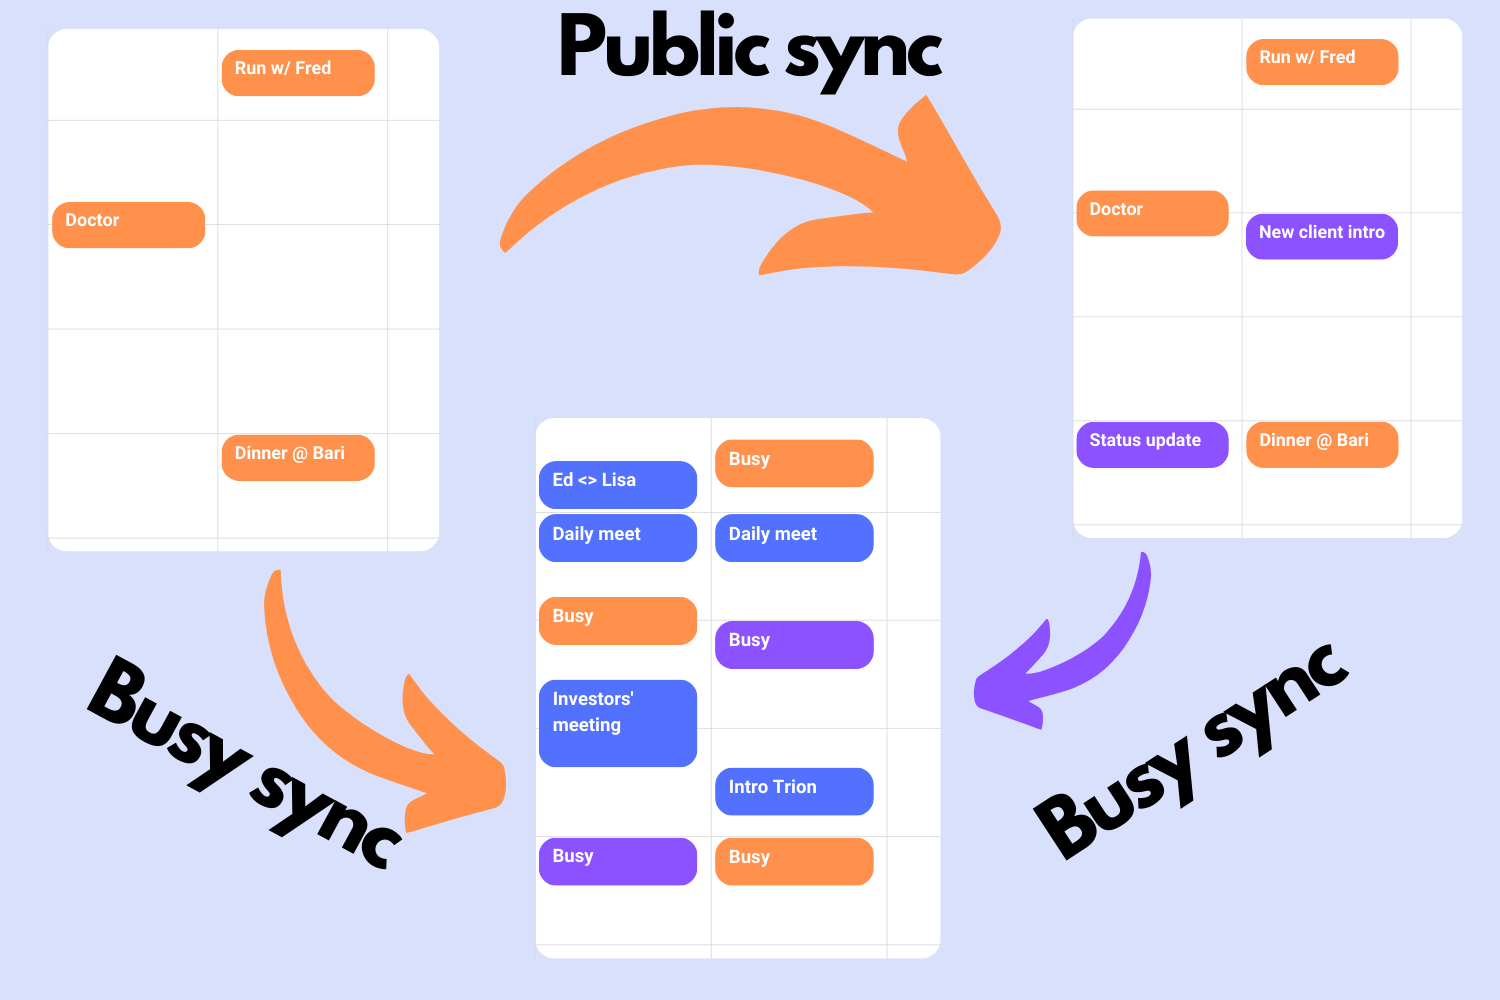 Public sync
Run w/ Fred
Doctor
Dinner @ Bari
Run w/ Fred
Doctor
New client intro
Status update
Dinner @ Bari
Busy
Ed <> Lisa
Daily meet
Daily meet
Busy
Busy
Investors'
meeting
Intro Trion
Busy
Busy
Busy sync
Busy sync